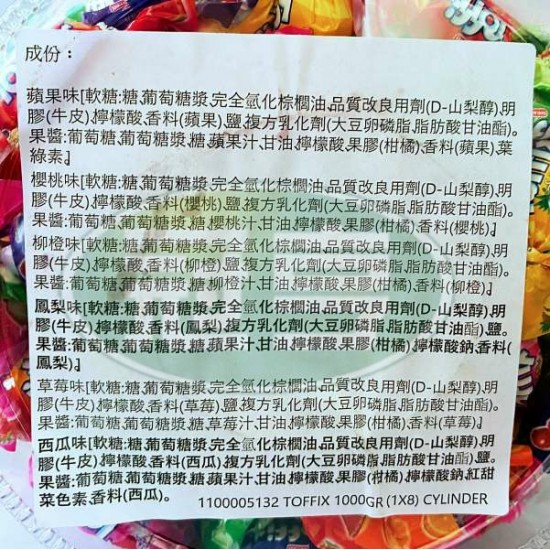 成份：
蘋果味[軟糖:糖,葡萄糖漿,完全氫化棕櫚油,品質改良用劑(D-山梨醇),明
膠(牛皮),檸檬酸,香料(蘋果),鹽,複方乳化劑(大豆卵磷脂,脂肪酸甘油酯)。
果醬:葡萄糖,葡萄糖漿,糖,蘋果汁,甘油,檸檬酸,果膠(柑橘),香料(蘋果),葉
綠素,]
櫻桃味[軟糖:糖,葡萄糖漿,完全氫化棕櫚油,品質改良用劑(D-山梨醇),明
膠(牛皮),檸檬酸,香料(櫻桃),鹽,複方乳化劑(大豆卵磷脂,脂肪酸甘油酯)。
果醬:葡萄糖,葡萄糖漿,糖,櫻桃汁,甘油,檸檬酸,果膠(柑橘),香料(櫻桃),]
柳橙味[軟糖:糖,葡萄糖漿,完全氫化棕櫚油,品質改良用劑(D-山梨醇),明
膠(牛皮),檸檬酸,香料(柳橙),鹽,複方乳化劑(大豆卵磷脂,脂肪酸甘油酯)。
果醬:葡萄糖,葡萄糖漿,糖,柳橙汁,甘油,檸檬酸,果膠(柑橘),香料(柳橙),]
鳳梨味[軟糖:糖,葡萄糖漿,完全氫化棕櫚油,品質改良用劑(D-山梨醇),明
膠(牛皮),檸檬酸,香料(鳳梨),複方乳化劑(大豆卵磷脂,脂肪酸甘油酯),鹽。
果醬:葡萄糖,葡萄糖漿,糖,蘋果汁,甘油,檸檬酸,果膠(柑橘),檸檬酸鈉,香料(
鳳梨),]
草莓味[軟糖:糖,葡萄糖漿,完全氫化棕櫚油,品質改良用劑(D-山梨醇),明
膠(牛皮),檸檬酸,香料(草莓),鹽,複方乳化劑(大豆卵磷脂,脂肪酸甘油酯)。
果醬:葡萄糖,葡萄糖漿,糖,草莓汁,甘油,檸檬酸,果膠(柑橘),香料(草莓),]
西瓜味[軟糖:糖,葡萄糖漿,完全氫化棕櫚油,品質改良用劑(D-山梨醇),明
膠(牛皮),檸檬酸,香料(西瓜),複方乳化劑(大豆卵磷脂,脂肪酸甘油酯),鹽。
果醬:葡萄糖,葡萄糖漿,糖,蘋果汁,甘油,檸檬酸,果膠(柑橘),檸檬酸鈉,紅甜
菜色素,香料(西瓜)。 1100005132 TOFFIX 1000GR (1X8) CYLINDER